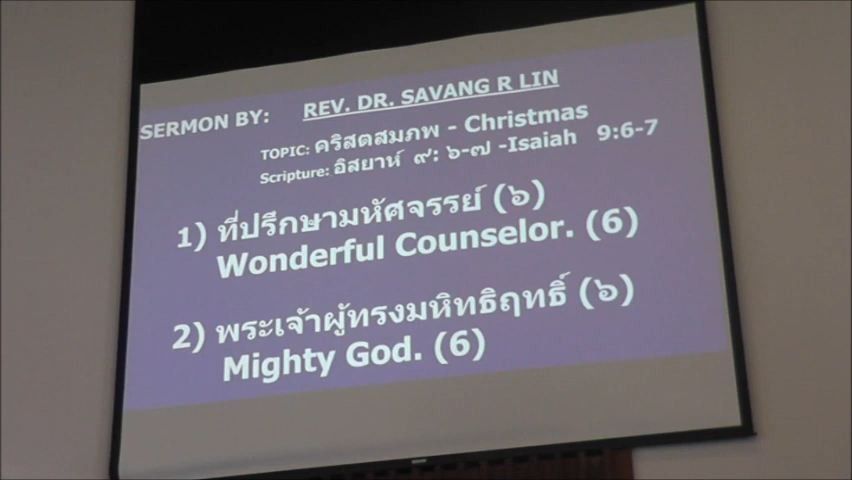 SERMON BY: REV. DR. SAVANG R LIN
TOPIC: คริสตสมภพ - Christmas
Scripture: อิสยาห์ ๙: ๖-๗ -Isaiah 9:6-7
1) ที่ปรึกษามหัศจรรย์ (๖)
Wonderful Counselor. (6)
2) พระเจ้าผู้ทรงมหิทธิฤทธิ์ (๖)
Mighty God. (6)